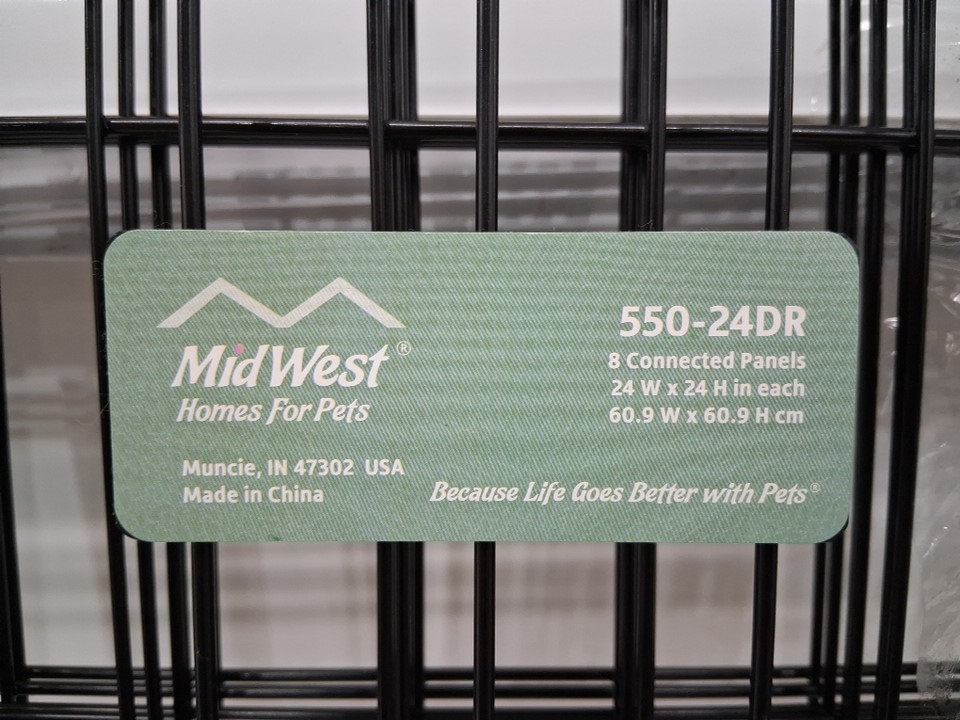 MidWest®
Homes For Pets
Muncie, IN 47302 USA
Made in China
550-24DR
8 Connected Panels
24 W x 24 H in each
60.9 W x 60.9 H cm
Because Life Goes Better with Pets®